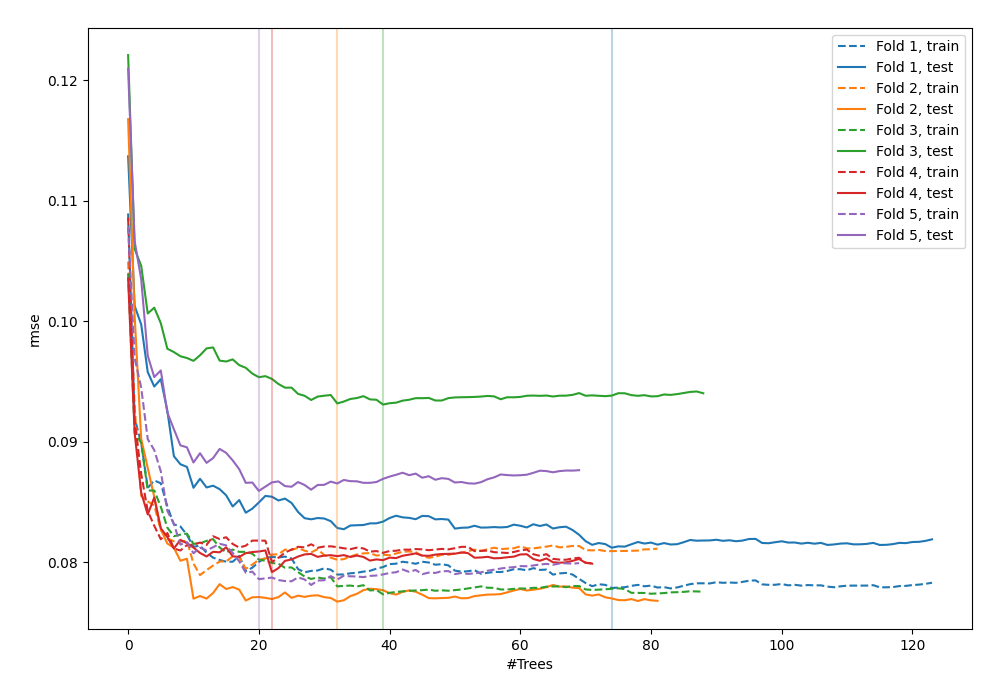 0.12
0.11
0.10
0.09
0.08
rmse
0
20
40
60
80
100
120
#Trees
Fold 1, train
Fold 1, test
Fold 2, train
Fold 2, test
Fold 3, train
Fold 3, test
Fold 4, train
Fold 4, test
Fold 5, train
Fold 5, test